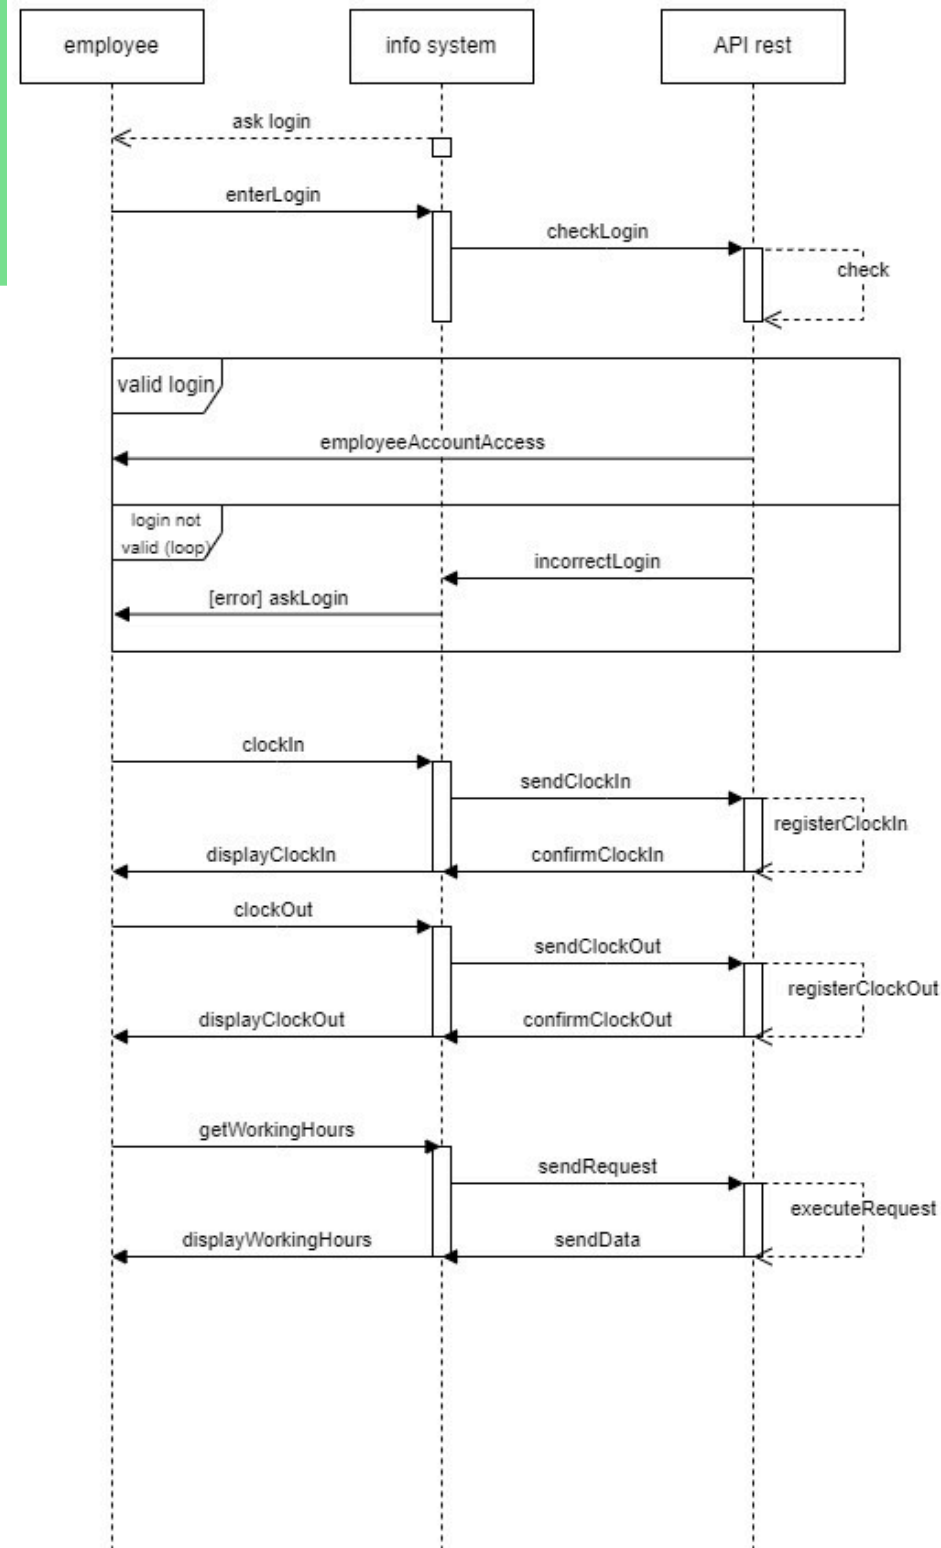 employee
info system
API rest
ask login
enterLogin
checkLogin
check
valid login
employeeAccountAccess
login not
valid (loop)
incorrectLogin
[error] askLogin
clockIn
sendClockIn
registerClockIn
displayClockIn
confirmClockIn
clockOut
sendClockOut
registerClockOut
displayClockOut
confirmClockOut
getWorkingHours
sendRequest
executeRequest
displayWorkingHours
sendData